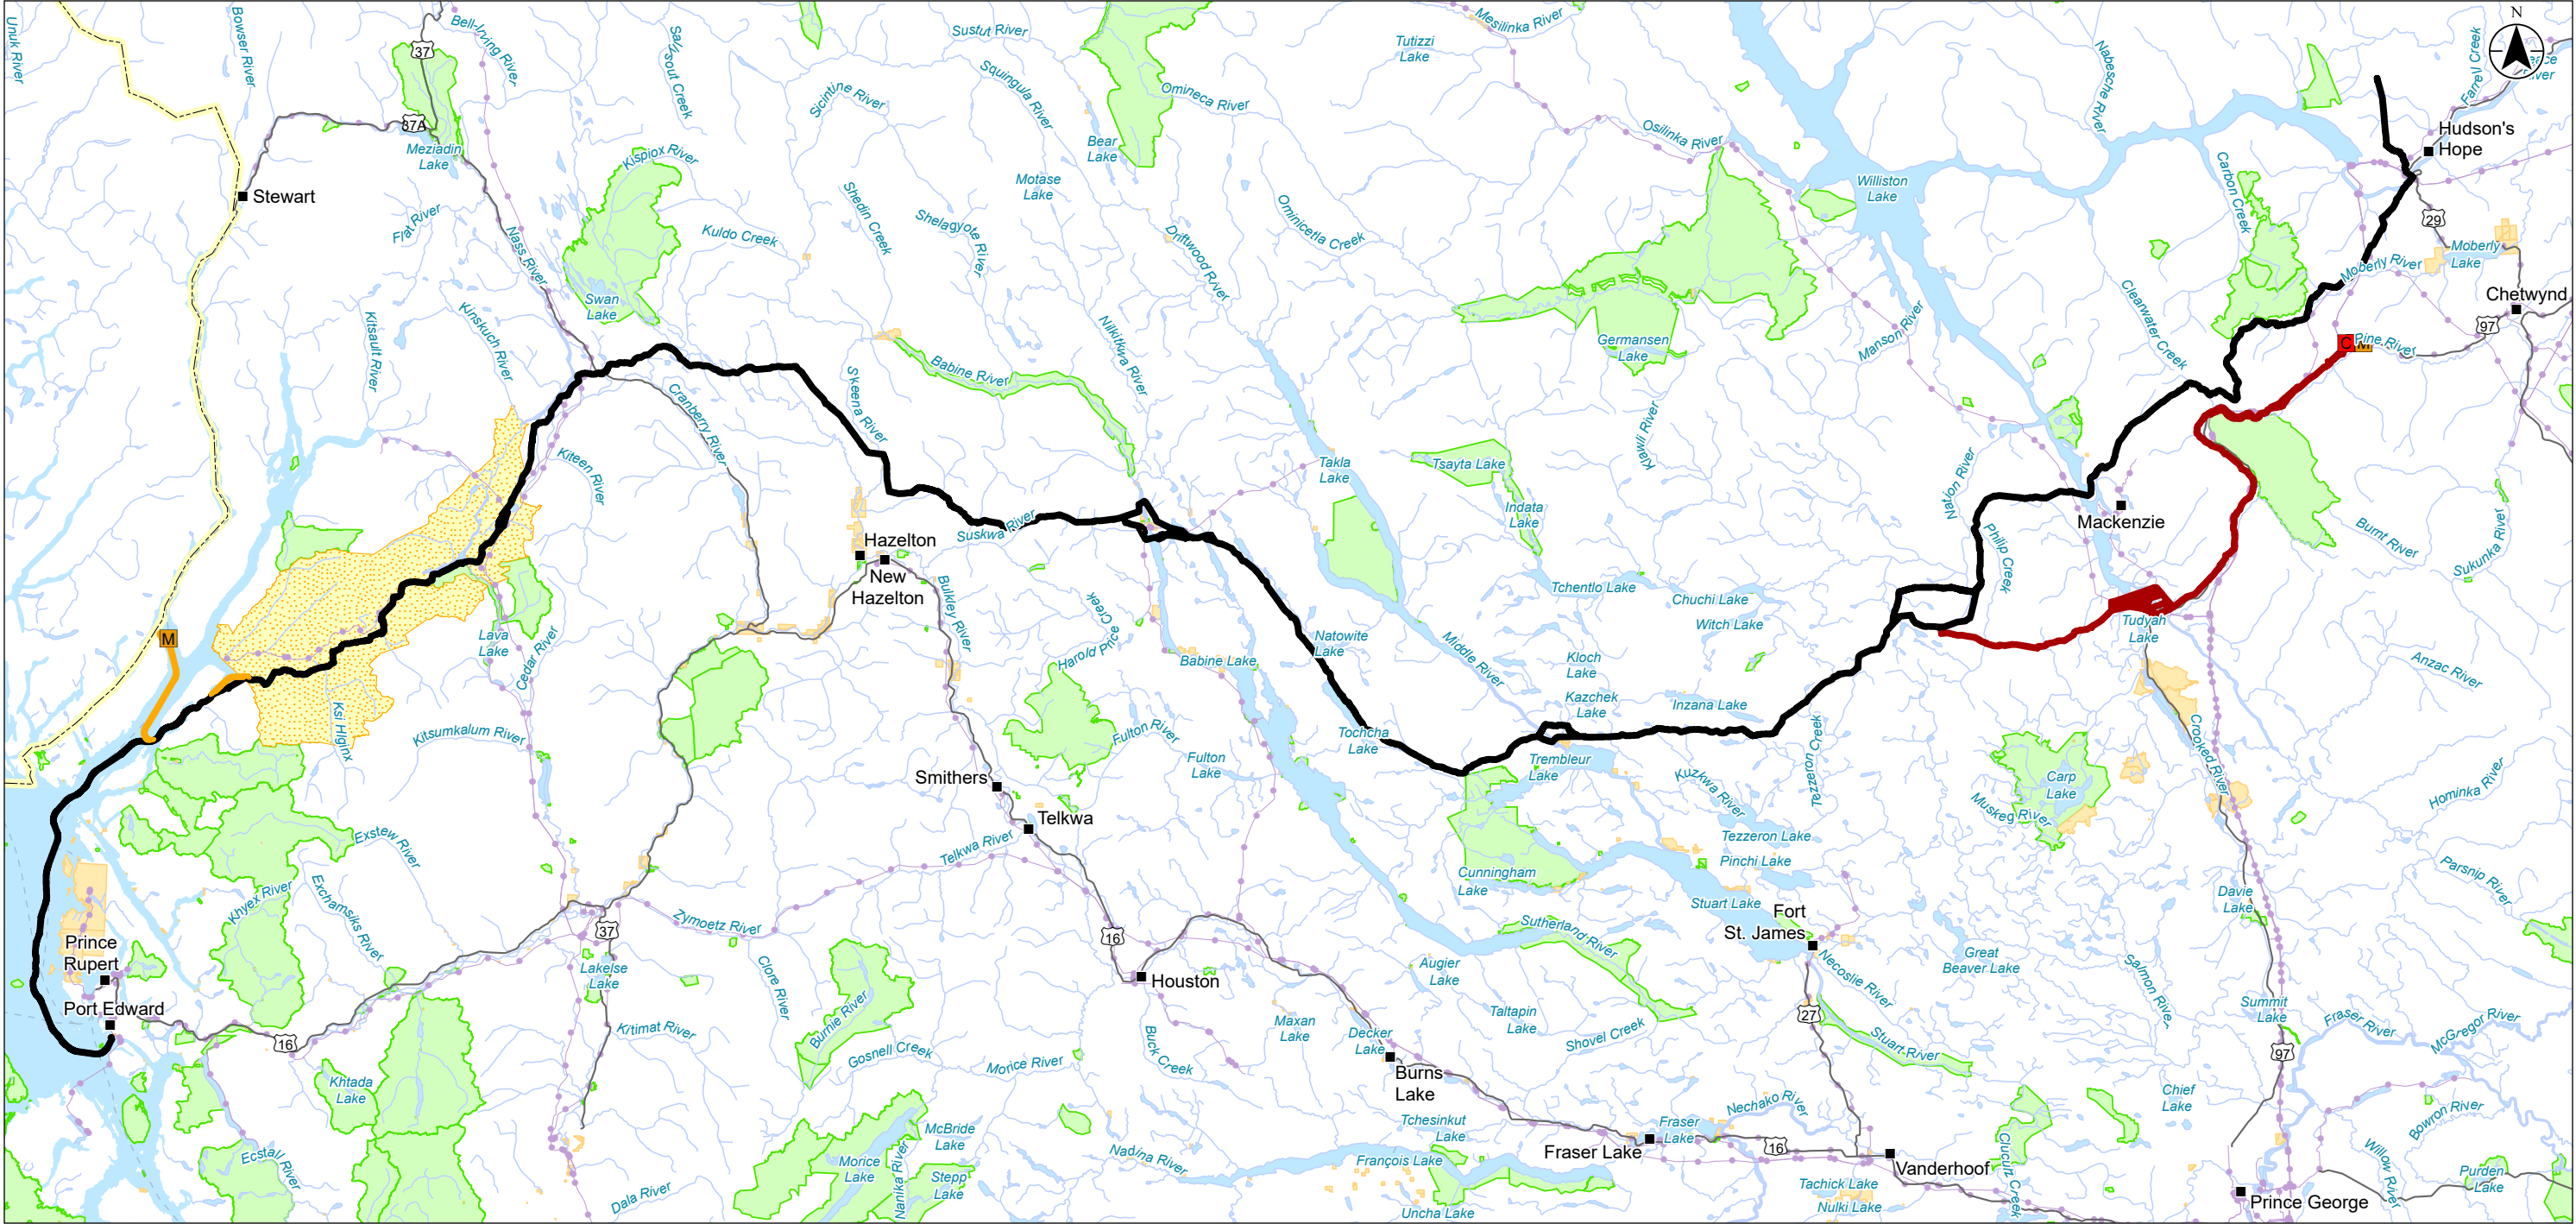 N
Unuk River
Bowser River
37
Bell-Irving River
Sallysout Creek
Sustut River
Squingula River
Sicintine River
Omineca River
Mesilinka River
Tutizzi
Lake
Nabesche River
Farrell Creek
Osilinka River
Hudson's
Hope
37A
Meziadin
Lake
Kispiox River
Bear
Lake
Motase
Lake
Williston
Lake
Carbon Creek
Stewart
Flat River
Kuldo Creek
Shedin Creek
Shelagyote River
Driftwood River
Ominicetla Creek
29
Moberly
Lake
Moberly River
Nass River
Swan
Lake
Kitsault River
Kinskuch River
Nilkitkwa River
Germansen
Lake
Manson River
Clearwater Creek
Chetwynd
97
C
M
Pine River
Babine River
Skeena River
Cranberry River
Kiteen River
Takla
Lake
Tsayta Lake
Klawli River
Indata
Lake
Nation River
Philip Creek
Mackenzie
Burnt River
Sukunka River
Suskwa River
Hazelton
New
Hazelton
Bulkley River
Harold Price Creek
Tchentlo Lake
Chuchi Lake
Witch Lake
Tudyah
Lake
M
Lava
Lake
Cedar River
Natowite
Lake
Middle River
Babine Lake
Kloch
Lake
Kazchek
Lake
Inzana Lake
Anzac River
Ksi Hlginx
Kitsumkalum River
Fulton River
Fulton
Lake
Tochcha
Lake
Trembleur
Lake
Kuzkwa River
Tezzeron Creek
Crooked River
Carp
Lake
Muskeg River
Hominka River
Smithers
Telkwa
Telkwa River
Exstew River
Tezzeron Lake
Pinchi Lake
Cunningham
Lake
Stuart Lake
Parsnip River
Davie
Lake
Khyex River
Exchamsiks River
Zymoetz River
Fort
St. James
Sutherland River
Prince
Rupert
37
16
Houston
Lakelse
Lake
Clore River
Augier
Lake
Great
Beaver Lake
Necoslie River
Salmon River
Port Edward
16
Kitimat River
Burnie River
Gosnell Creek
Morice River
Buck Creek
Maxan
Lake
Decker
Lake
Taltapin
Lake
Shovel Creek
27
Stuart River
Summit
Lake
97
Fraser River
McGregor River
Burns
Lake
Khtada
Lake
Chief
Lake
Bowron River
Ecstall River
McBride
Lake
Morice
Lake
Nanika River
Stepp
Lake
Nadina River
Tchesinkut
Lake
François Lake
Fraser Lake
Fraser
Lake
Nechako River
16
Vanderhoof
Cluculz Creek
Willow River
Purden
Lake
Dala River
Uncha Lake
Tachick Lake
Nulki Lake
Prince George